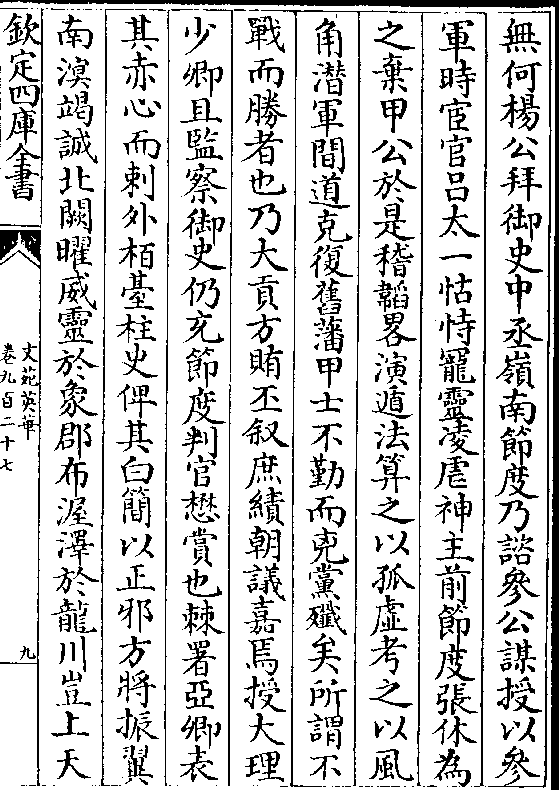 無何楊公拜御史中丞嶺南節度乃諮參公謀授以參
軍時宦官呂太一怙恃寵靈凌虐神主前節度張休為
之棄甲公於是稽韜畧演遁法算之以孤虛考之以風
角潛軍間道克復舊藩甲士不勤而兇黨殲矣所謂不
戰而勝者也乃大貢方賄丕叙庶績朝議嘉焉授大理
少卿且監察御史仍充節度判官懋賞也棘署亞卿表
其赤心而刺外栢臺柱史俾其白簡以正邪方將振翼
南溟竭誠北闕曜威靈於象郡布渥澤於龍川豈上天
欽定四庫全書
文苑英華
卷九百二十七
九